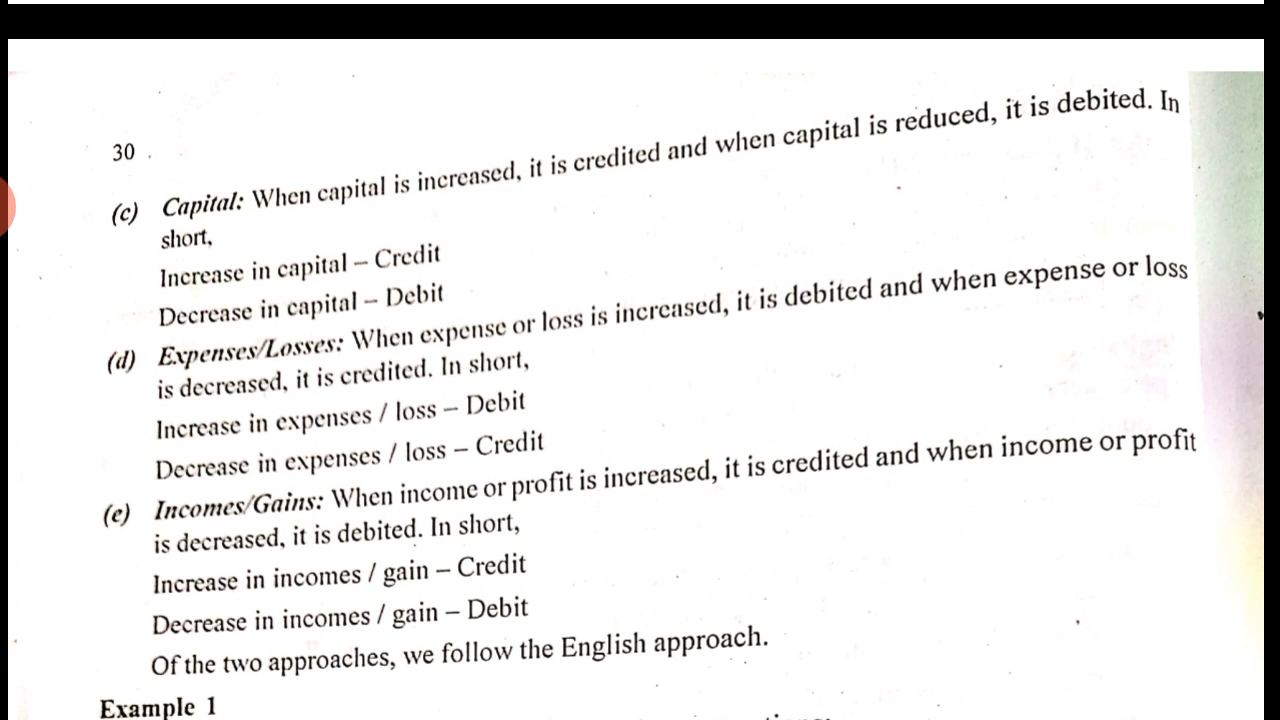 30
(c) Capital: When capital is increased, it is credited and when capital is reduced, it is debited. In
short,
Increase in capital – Credit
Decrease in capital – Debit
(d) Expenses/Losses: When expense or loss is increased, it is debited and when expense or loss
is decreased, it is credited. In short,
Increase in expenses / loss – Debit
Decrease in expenses / loss – Credit
(e) Incomes/Gains: When income or profit is increased, it is credited and when income or profit
is decreased, it is debited. In short,
Increase in incomes / gain – Credit
Decrease in incomes / gain – Debit
Of the two approaches, we follow the English approach.
Example 1